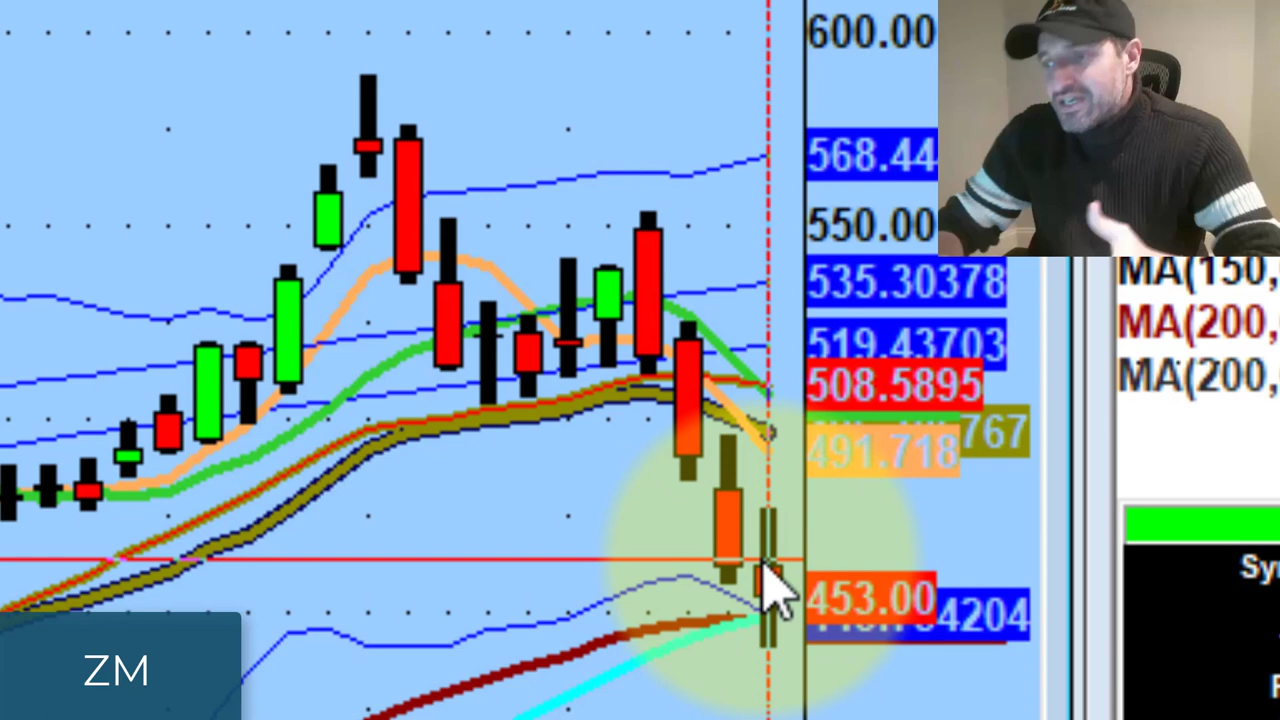 600.00
568.44
550.00
535.30378
519.43703
508.5895
767
491.718
453.00
4204
MA(150,
MA(200,
MA(200,
Sy
ZM